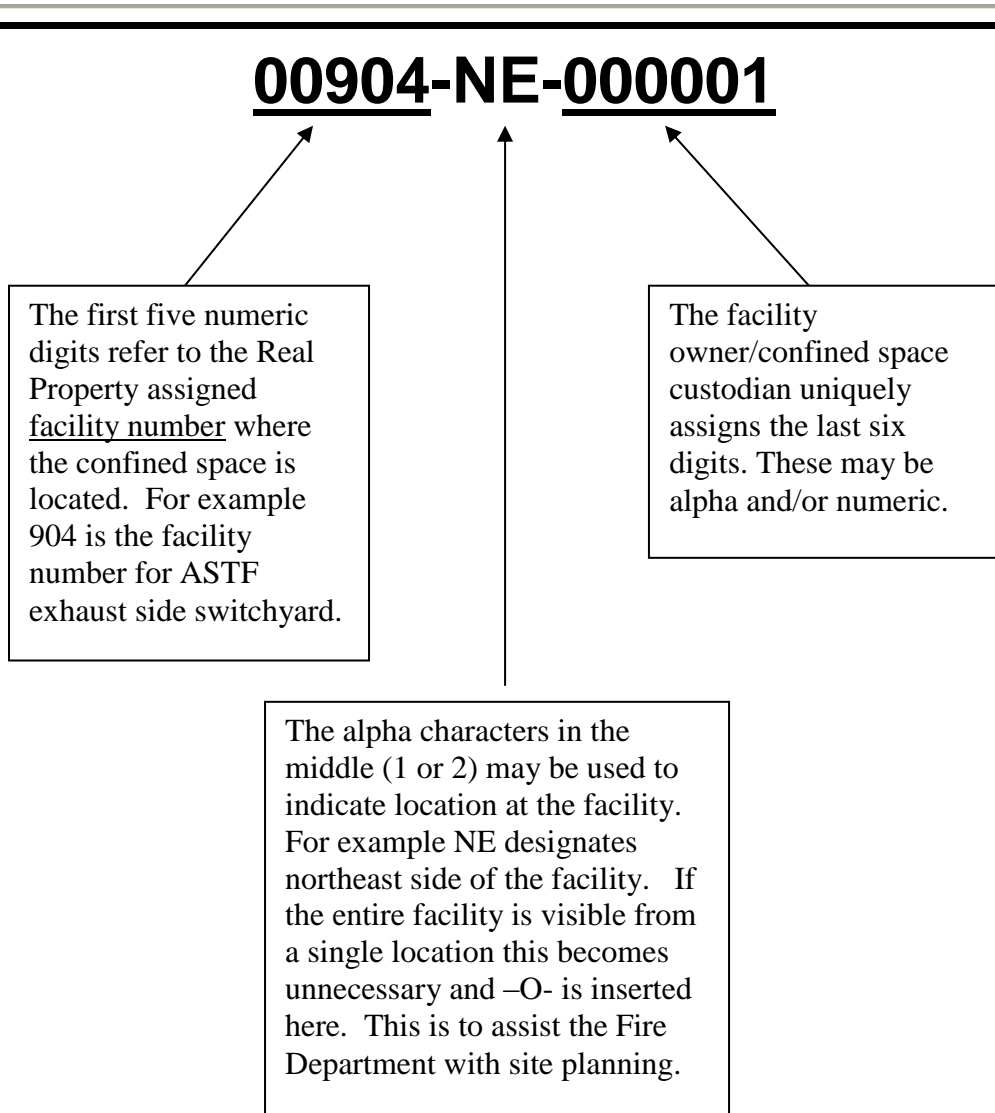 00904-NE-000001
The first five numeric
digits refer to the Real
Property assigned
facility number where
the confined space is
located.  For example
904 is the facility
number for ASTF
exhaust side switchyard.
The facility
owner/confined space
custodian uniquely
assigns the last six
digits. These may be
alpha and/or numeric.
The alpha characters in the
middle (1 or 2) may be used to
indicate location at the facility.
For example NE designates
northeast side of the facility.   If
the entire facility is visible from
a single location this becomes
unnecessary and –O- is inserted
here.  This is to assist the Fire
Department with site planning.